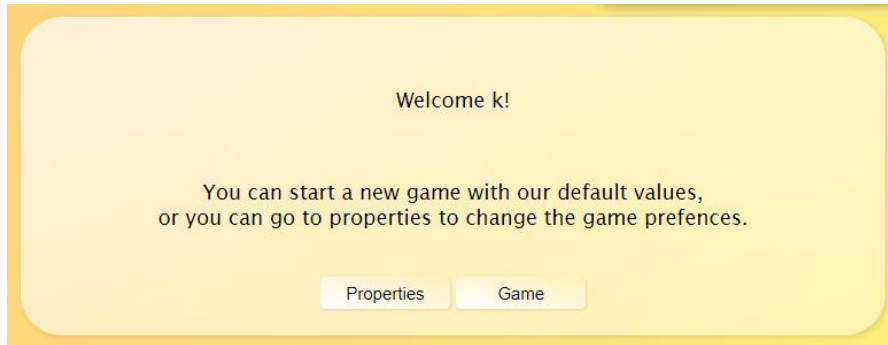 Welcome k!
You can start a new game with our default values,
or you can go to properties to change the game prefences.
Properties Game